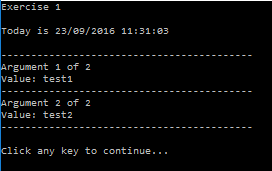 Exercise 1
Today is 23/09/2016 11:31:03
----------------------------------------
Argument 1 of 2
Value: test1
----------------------------------------
Argument 2 of 2
Value: test2
----------------------------------------
Click any key to continue...